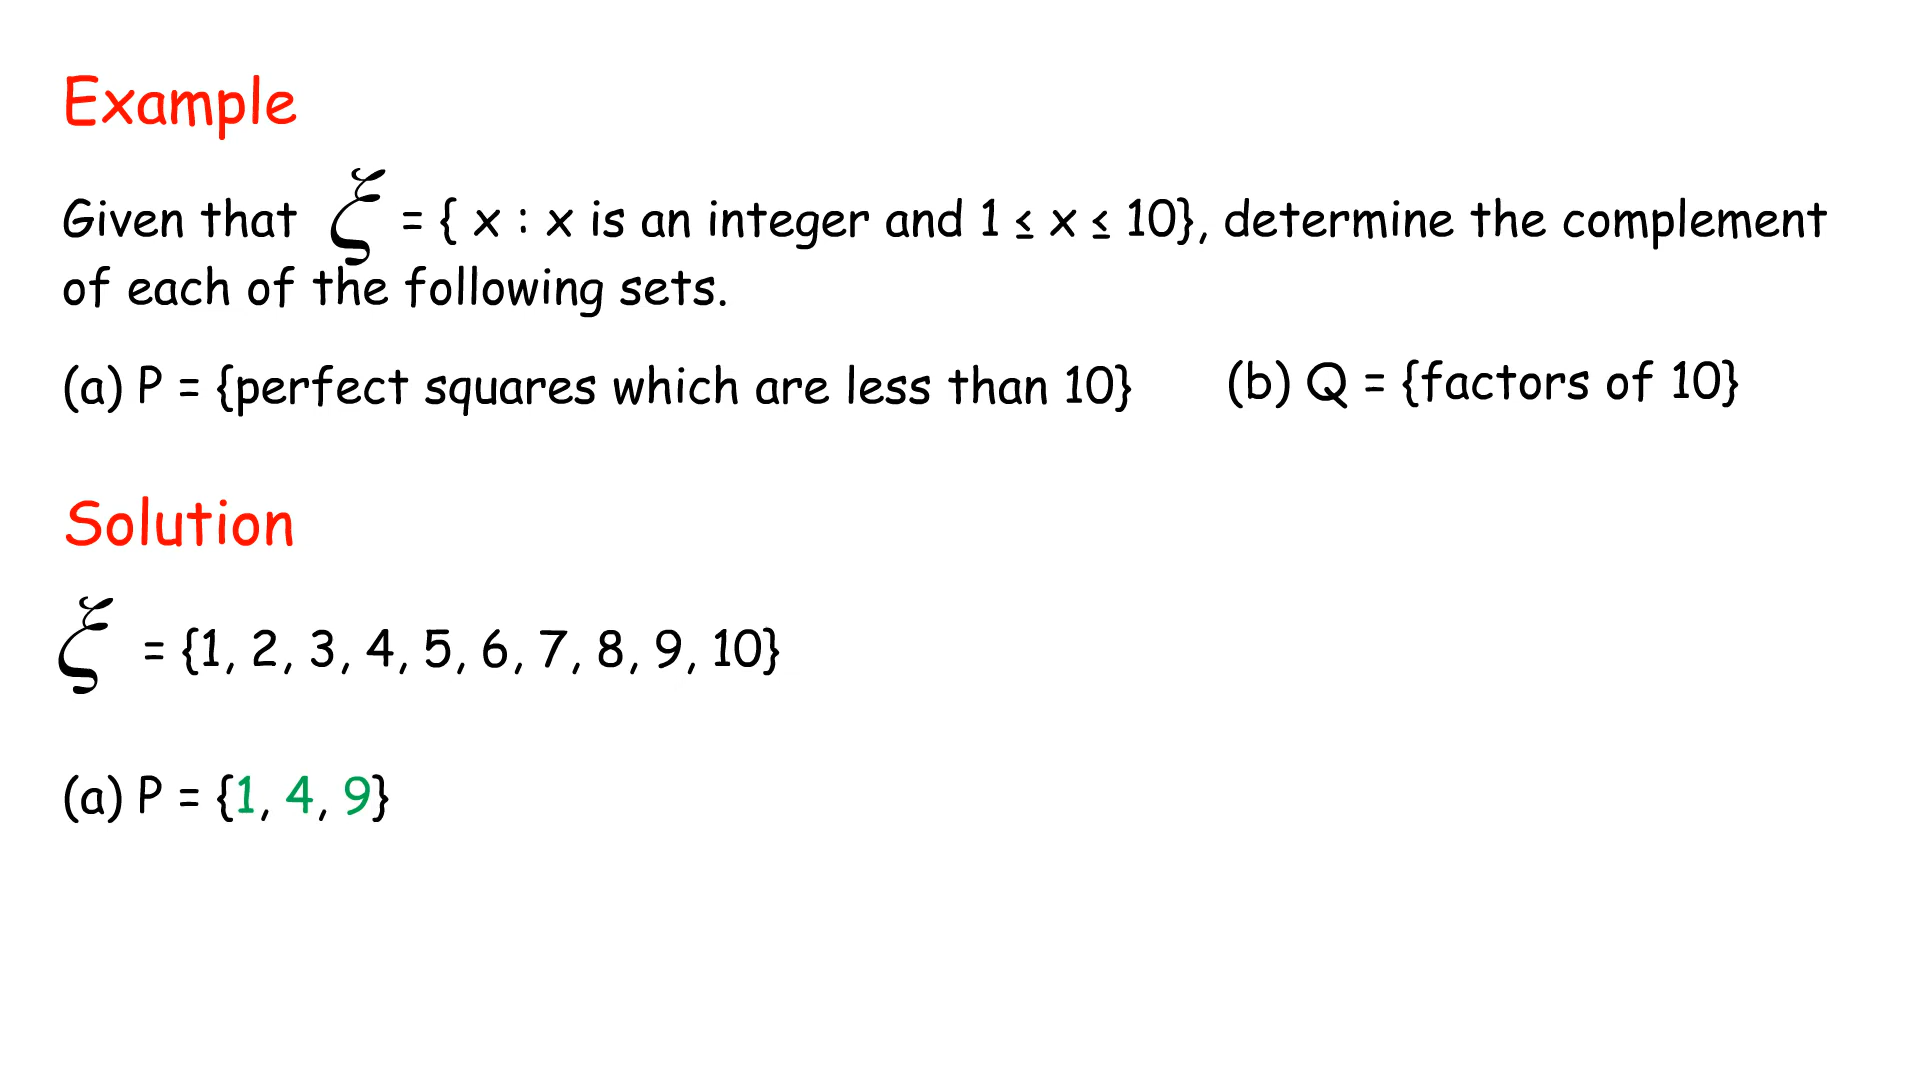 Example
Given that ξ = { x : x is an integer and 1 ≤ x ≤ 10}, determine the complement
of each of the following sets.
(a) P = {perfect squares which are less than 10} (b) Q = {factors of 10}
Solution
ξ = {1, 2, 3, 4, 5, 6, 7, 8, 9, 10}
(a) P = {1, 4, 9}